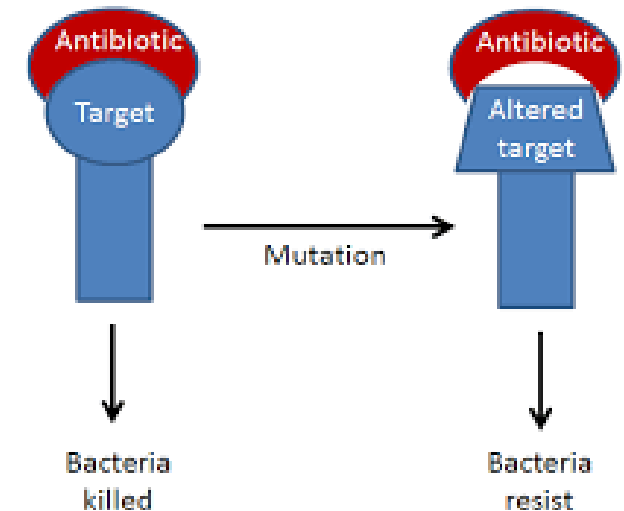 Antibiotic
Target
Mutation
Bacteria
killed
Antibiotic
Altered
target
Bacteria
resist